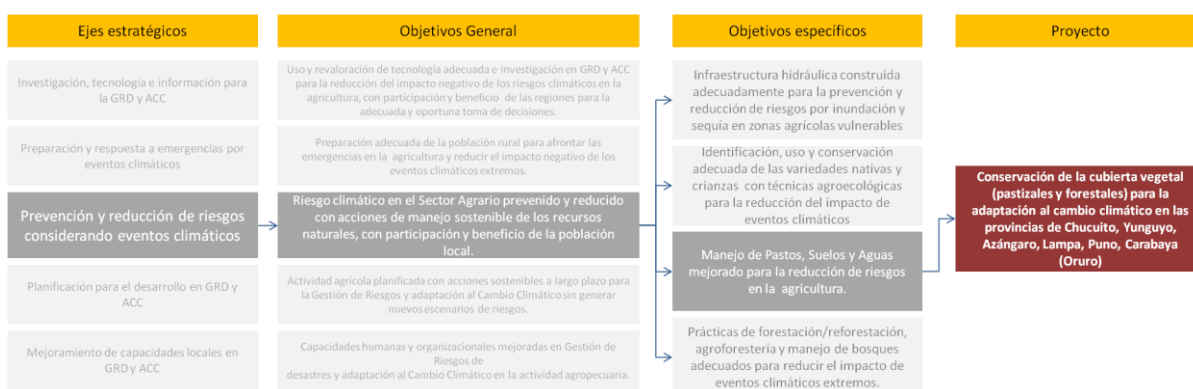 Ejes estratégicos
Objetivos General
Objetivos específicos
Proyecto
Investigación, tecnología e información para
la GRD y ACC
Preparación y respuesta a emergencias por
eventos climáticos
Prevención y reducción de riesgos
considerando eventos climáticos
Planificación para el desarrollo en GRD y
ACC
Mejoramiento de capacidades locales en
GRD y ACC
Uso y revaloración de tecnología adecuada e investigación en GRD y ACC
para la reducción del impacto negativo de los riesgos climáticos en la
agricultura, con participación y beneficio de las regiones para la
adecuada y oportuna toma de decisiones.
Preparación adecuada de la población rural para afrontar las
emergencias en la agricultura y reducir el impacto negativo de los
eventos climáticos extremos.
Riesgo climático en el Sector Agrario prevenido y reducido
con acciones de manejo sostenible de los recursos
naturales, con participación y beneficio de la población
local.
Actividad agrícola planificada con acciones sostenibles a largo plazo para
la Gestión de Riesgos y adaptación al Cambio Climático sin generar
nuevos escenarios de riesgos.
Capacidades humanas y organizacionales mejoradas en Gestión de
Riesgos de
desastres y adaptación al Cambio Climático en la actividad agropecuaria.
Infraestructura hidráulica construida
adecuadamente para la prevención y
reducción de riesgos por inundación y
sequía en zonas agrícolas vulnerables
Identificación, uso y conservación
adecuada de las variedades nativas y
crianzas con técnicas agroecológicas
para la reducción del impacto de
eventos climáticos
Manejo de Pastos, Suelos y Aguas
mejorado para la reducción de riesgos
en la agricultura.
Prácticas de forestación/reforestación,
agroforestería y manejo de bosques
adecuados para reducir el impacto de
eventos climáticos extremos.
Conservación de la cubierta vegetal
(pastizales y forestales) para la
adaptación al cambio climático en las
provincias de Chucuito, Yunguyo,
Azángaro, Lampa, Puno, Carabaya
(Oruro)